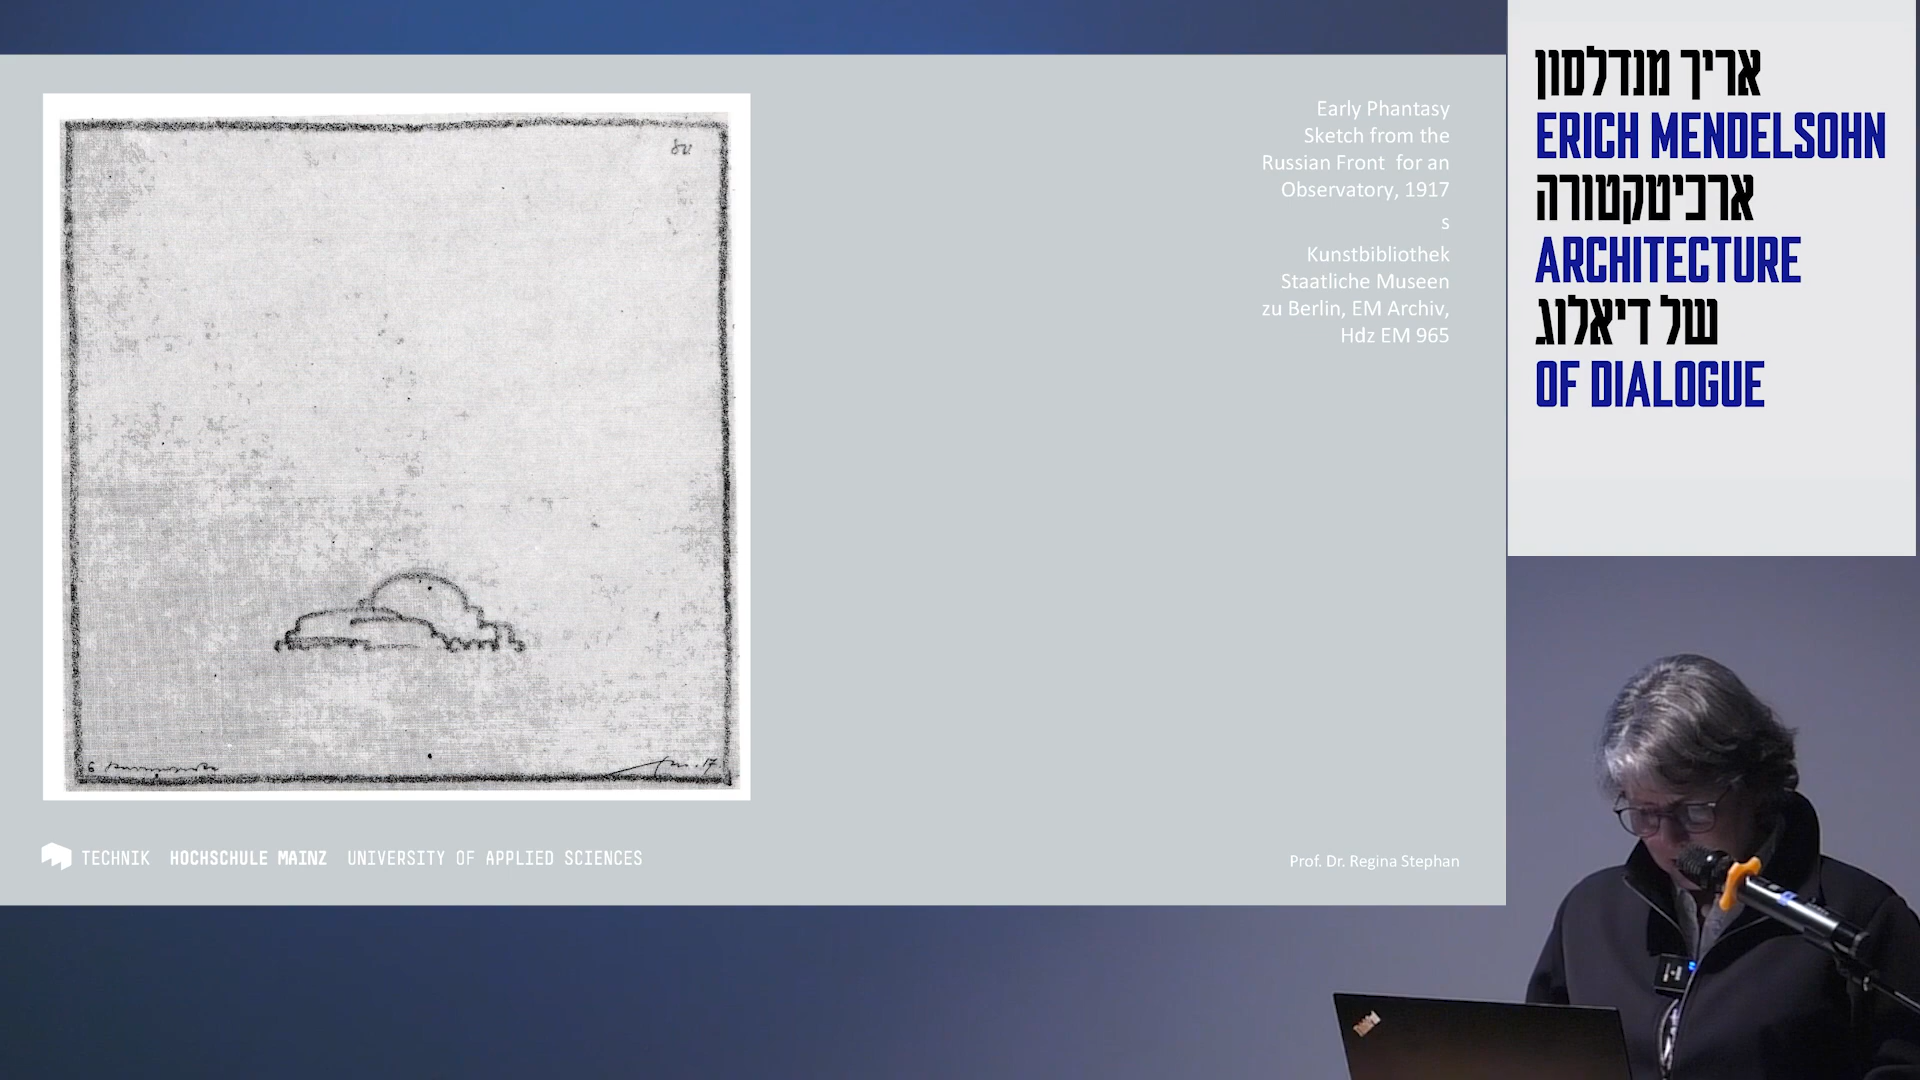 Early Phantasy
Sketch from the
Russian Front for an
Observatory, 1917
s
Kunstbibliothek
Staatliche Museen
zu Berlin, EM Archiv,
Hdz EM 965
TECHNIK HOCHSCHULE MAINZ UNIVERSITY OF APPLIED SCIENCES
Prof. Dr. Regina Stephan
אריך מנדלסון
ERICH MENDELSOHN
ארכיטקטורה
ARCHITECTURE
של דיאלוג
OF DIALOGUE